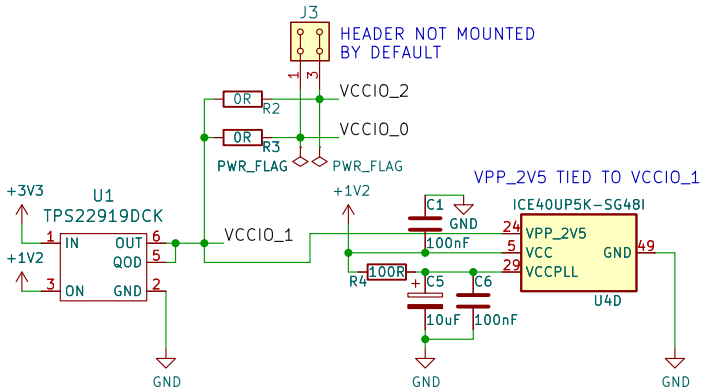 J3
HEADER NOT MOUNTED
BY DEFAULT
1
3
VCCIO_2
0R
R2
VCCIO_0
0R
R3
PWR_FLAG
PWR_FLAG
VPP_2V5 TIED TO VCCIO_1
+3V3
U1
TPS22919DCK
+1V2
C1
GND
100nF
ICE40UP5K-SG48I
1
IN
OUT
6
VCCIO_1
QOD
5
+1V2
3
ON
GND
2
24
VPP_2V5
5
VCC
GND
49
29
VCCPLL
R4
100R
+
C5
10uF
C6
100nF
U4D
GND
GND
GND